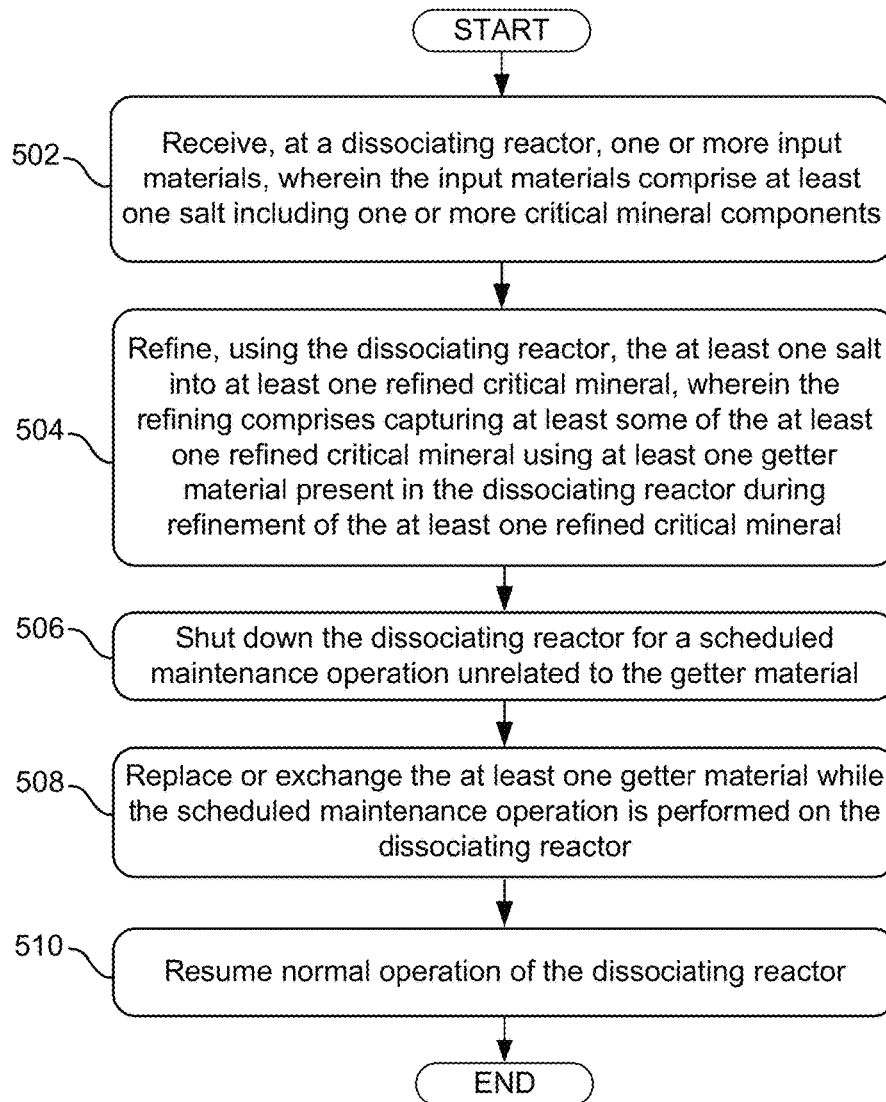 START
502
Receive, at a dissociating reactor, one or more input
materials, wherein the input materials comprise at least
one salt including one or more critical mineral components
504
Refine, using the dissociating reactor, the at least one salt
into at least one refined critical mineral, wherein the
refining comprises capturing at least some of the at least
one refined critical mineral using at least one getter
material present in the dissociating reactor during
refinement of the at least one refined critical mineral
506
Shut down the dissociating reactor for a scheduled
maintenance operation unrelated to the getter material
508
Replace or exchange the at least one getter material while
the scheduled maintenance operation is performed on the
dissociating reactor
510
Resume normal operation of the dissociating reactor
END